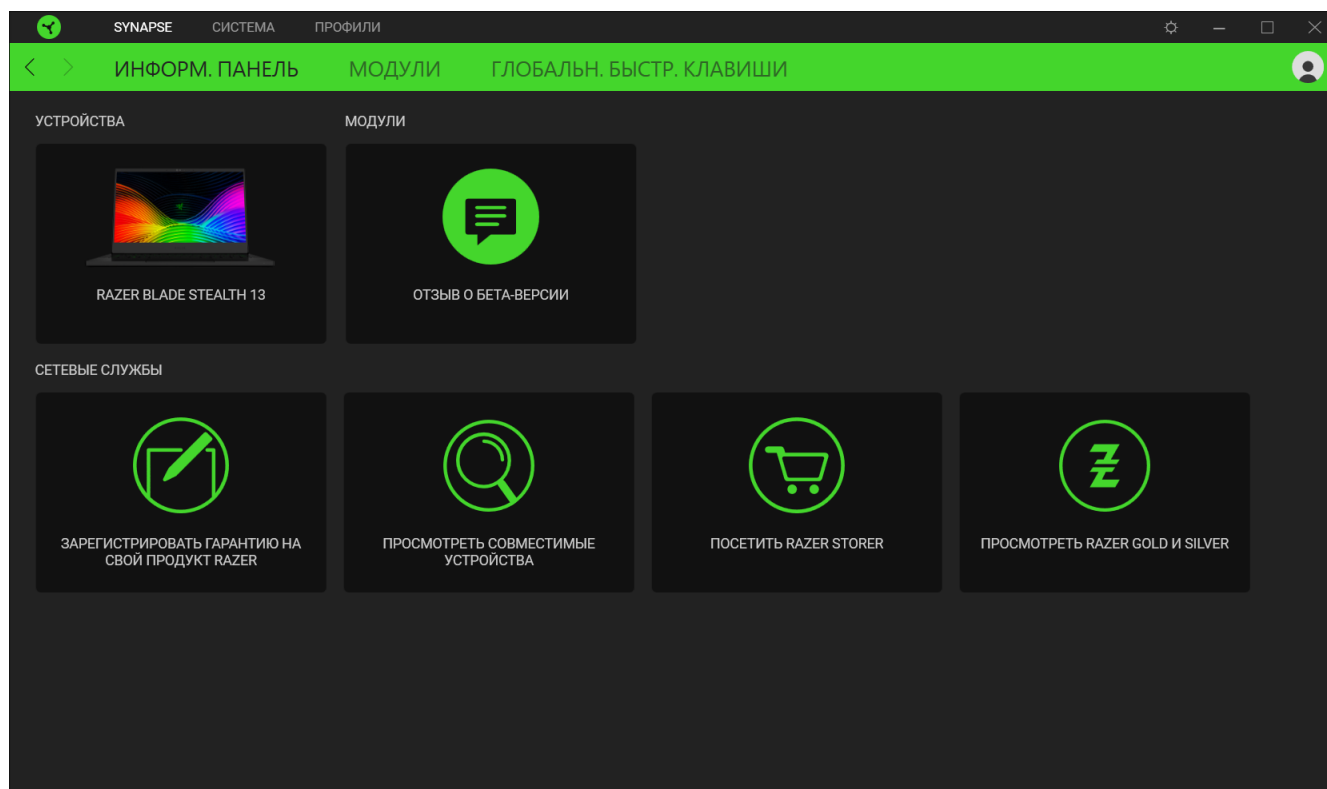 SYNAPSE СИСТЕМА ПРОФИЛИ
ИНФОРМ. ПАНЕЛЬ МОДУЛИ ГЛОБАЛЬН. БЫСТР. КЛАВИШИ
УСТРОЙСТВА МОДУЛИ
RAZER BLADE STEALTH 13 ОТЗЫВ О БЕТА-ВЕРСИИ
СЕТЕВЫЕ СЛУЖБЫ
ЗАРЕГИСТРИРОВАТЬ ГАРАНТИЮ НА
СВОЙ ПРОДУКТ RAZER
ПРОСМОТРЕТЬ СОВМЕСТИМЫЕ
УСТРОЙСТВА
ПОСЕТИТЬ RAZER STORER
ПРОСМОТРЕТЬ RAZER GOLD И SILVER